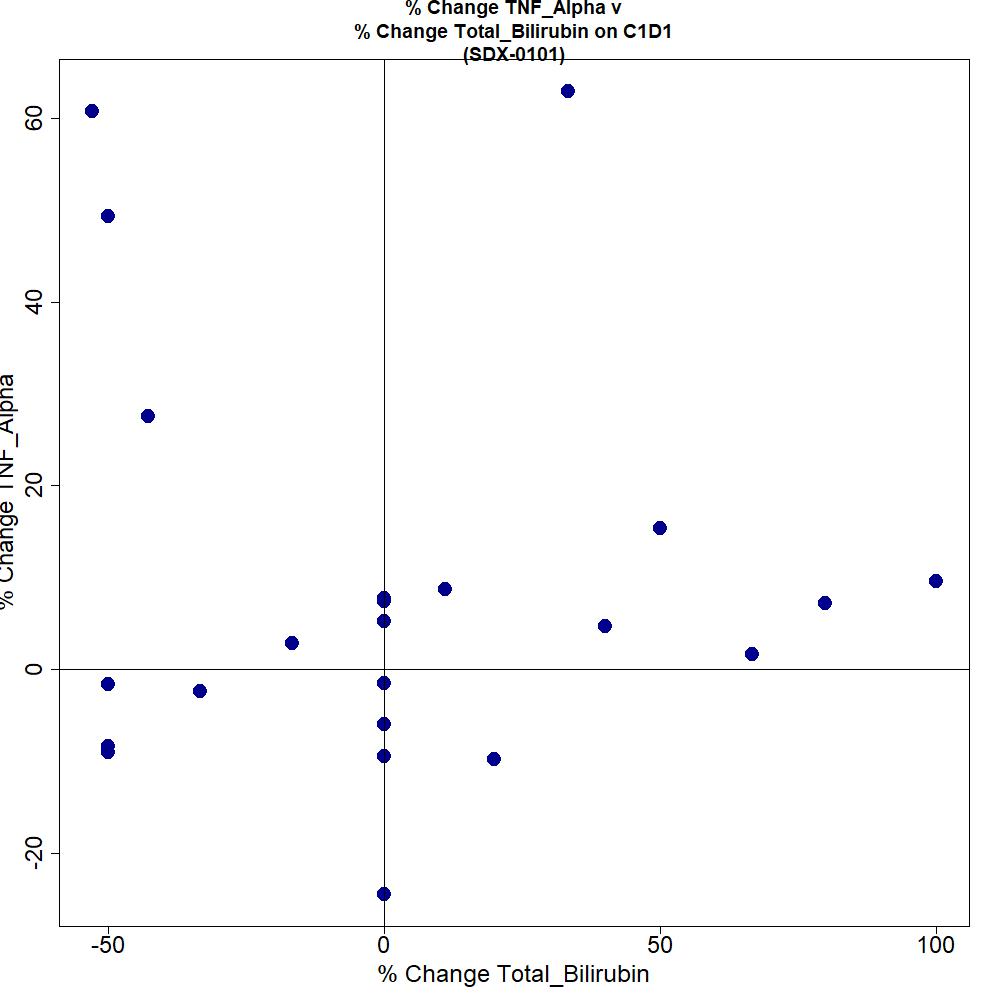 % Change TNF_Alpha v
% Change Total_Bilirubin on C1D1
(SDX-0101)
% Change TNF_Alpha
60
40
20
0
-20
-50
0
50
100
% Change Total_Bilirubin